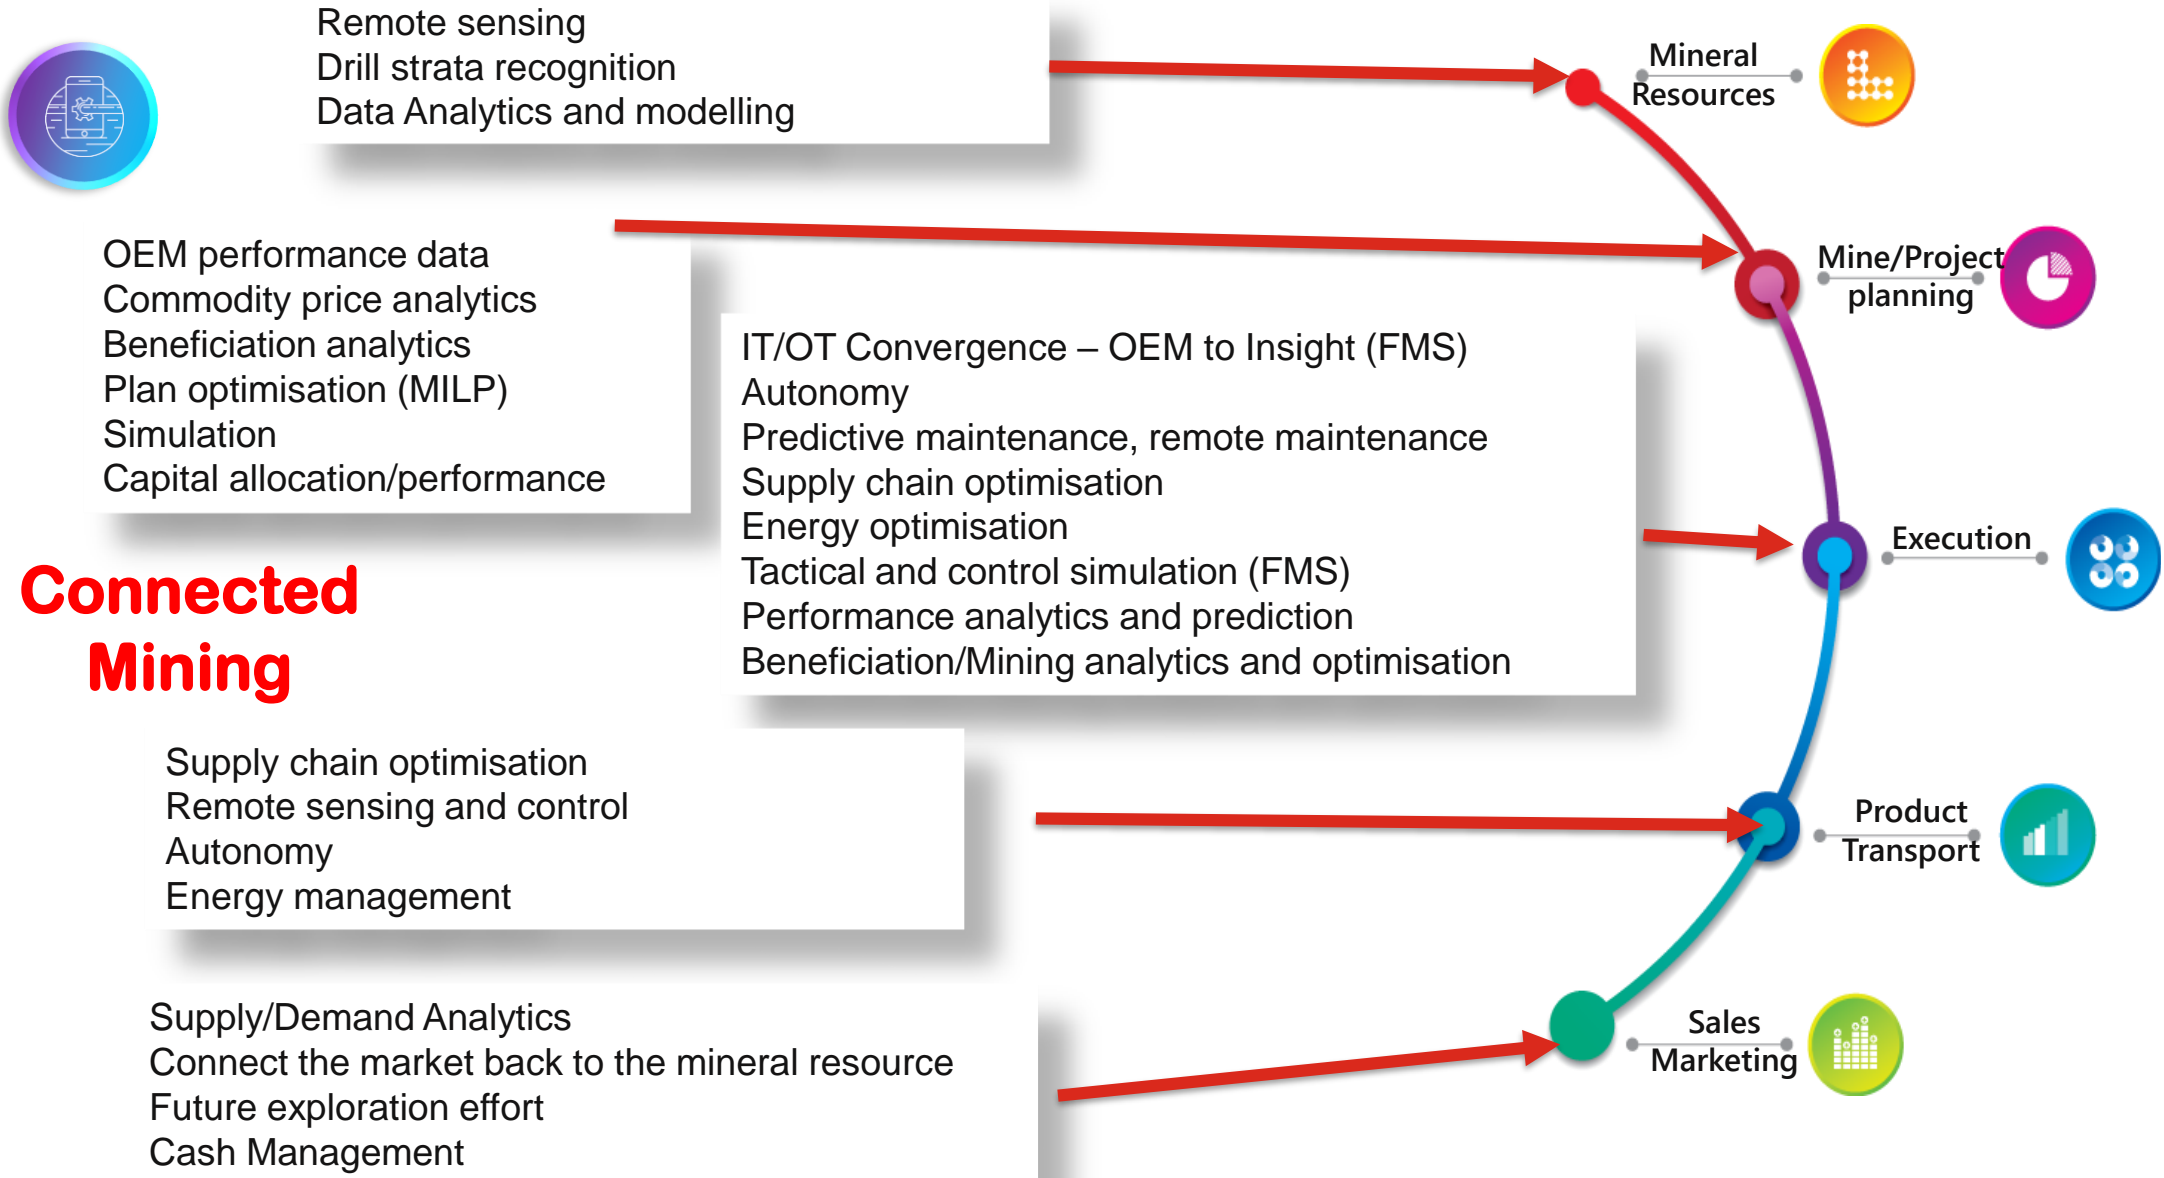 Remote sensing
Drill strata recognition
Data Analytics and modelling
Mineral
Resources
OEM performance data
Commodity price analytics
Beneficiation analytics
Plan optimisation (MILP)
Simulation
Capital allocation/performance
Mine/Project
planning
IT/OT Convergence – OEM to Insight (FMS)
Autonomy
Predictive maintenance, remote maintenance
Supply chain optimisation
Energy optimisation
Tactical and control simulation (FMS)
Performance analytics and prediction
Beneficiation/Mining analytics and optimisation
Execution
Connected
Mining
Supply chain optimisation
Remote sensing and control
Autonomy
Energy management
Product
Transport
Supply/Demand Analytics
Connect the market back to the mineral resource
Future exploration effort
Cash Management
Sales
Marketing